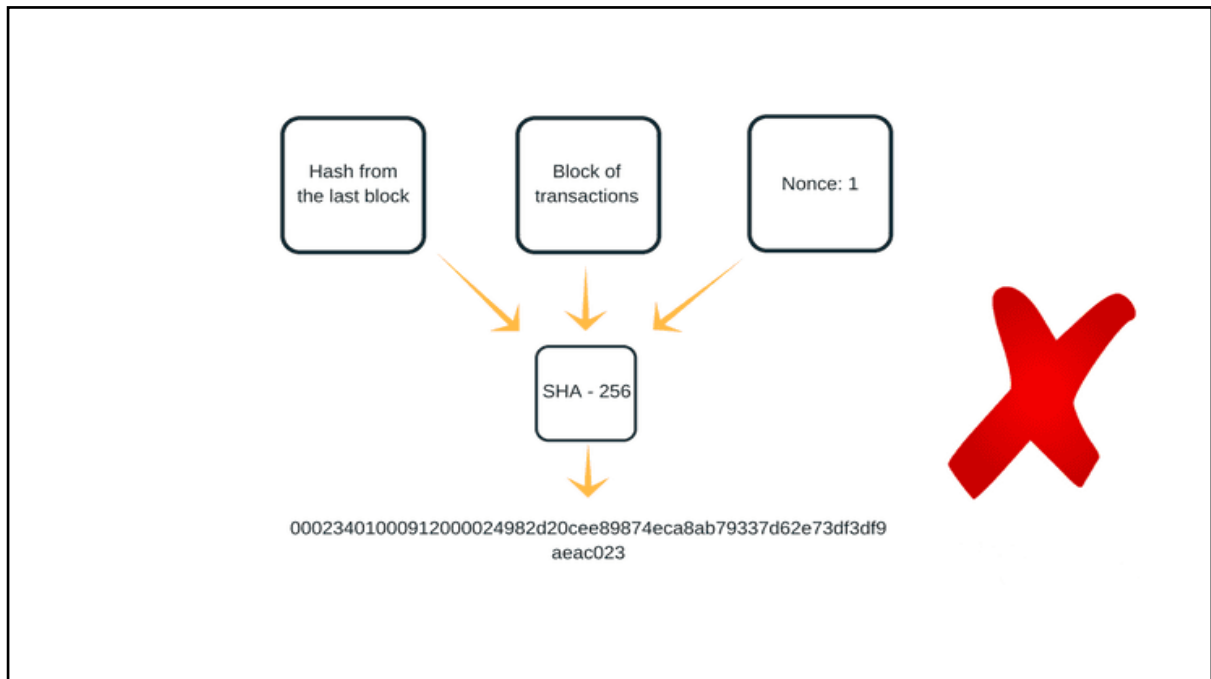 Hash from
the last block
Block of
transactions
Nonce: 1
SHA - 256
00023401000912000024982d20cee89874eca8ab79337d62e73df3df9
aeac023